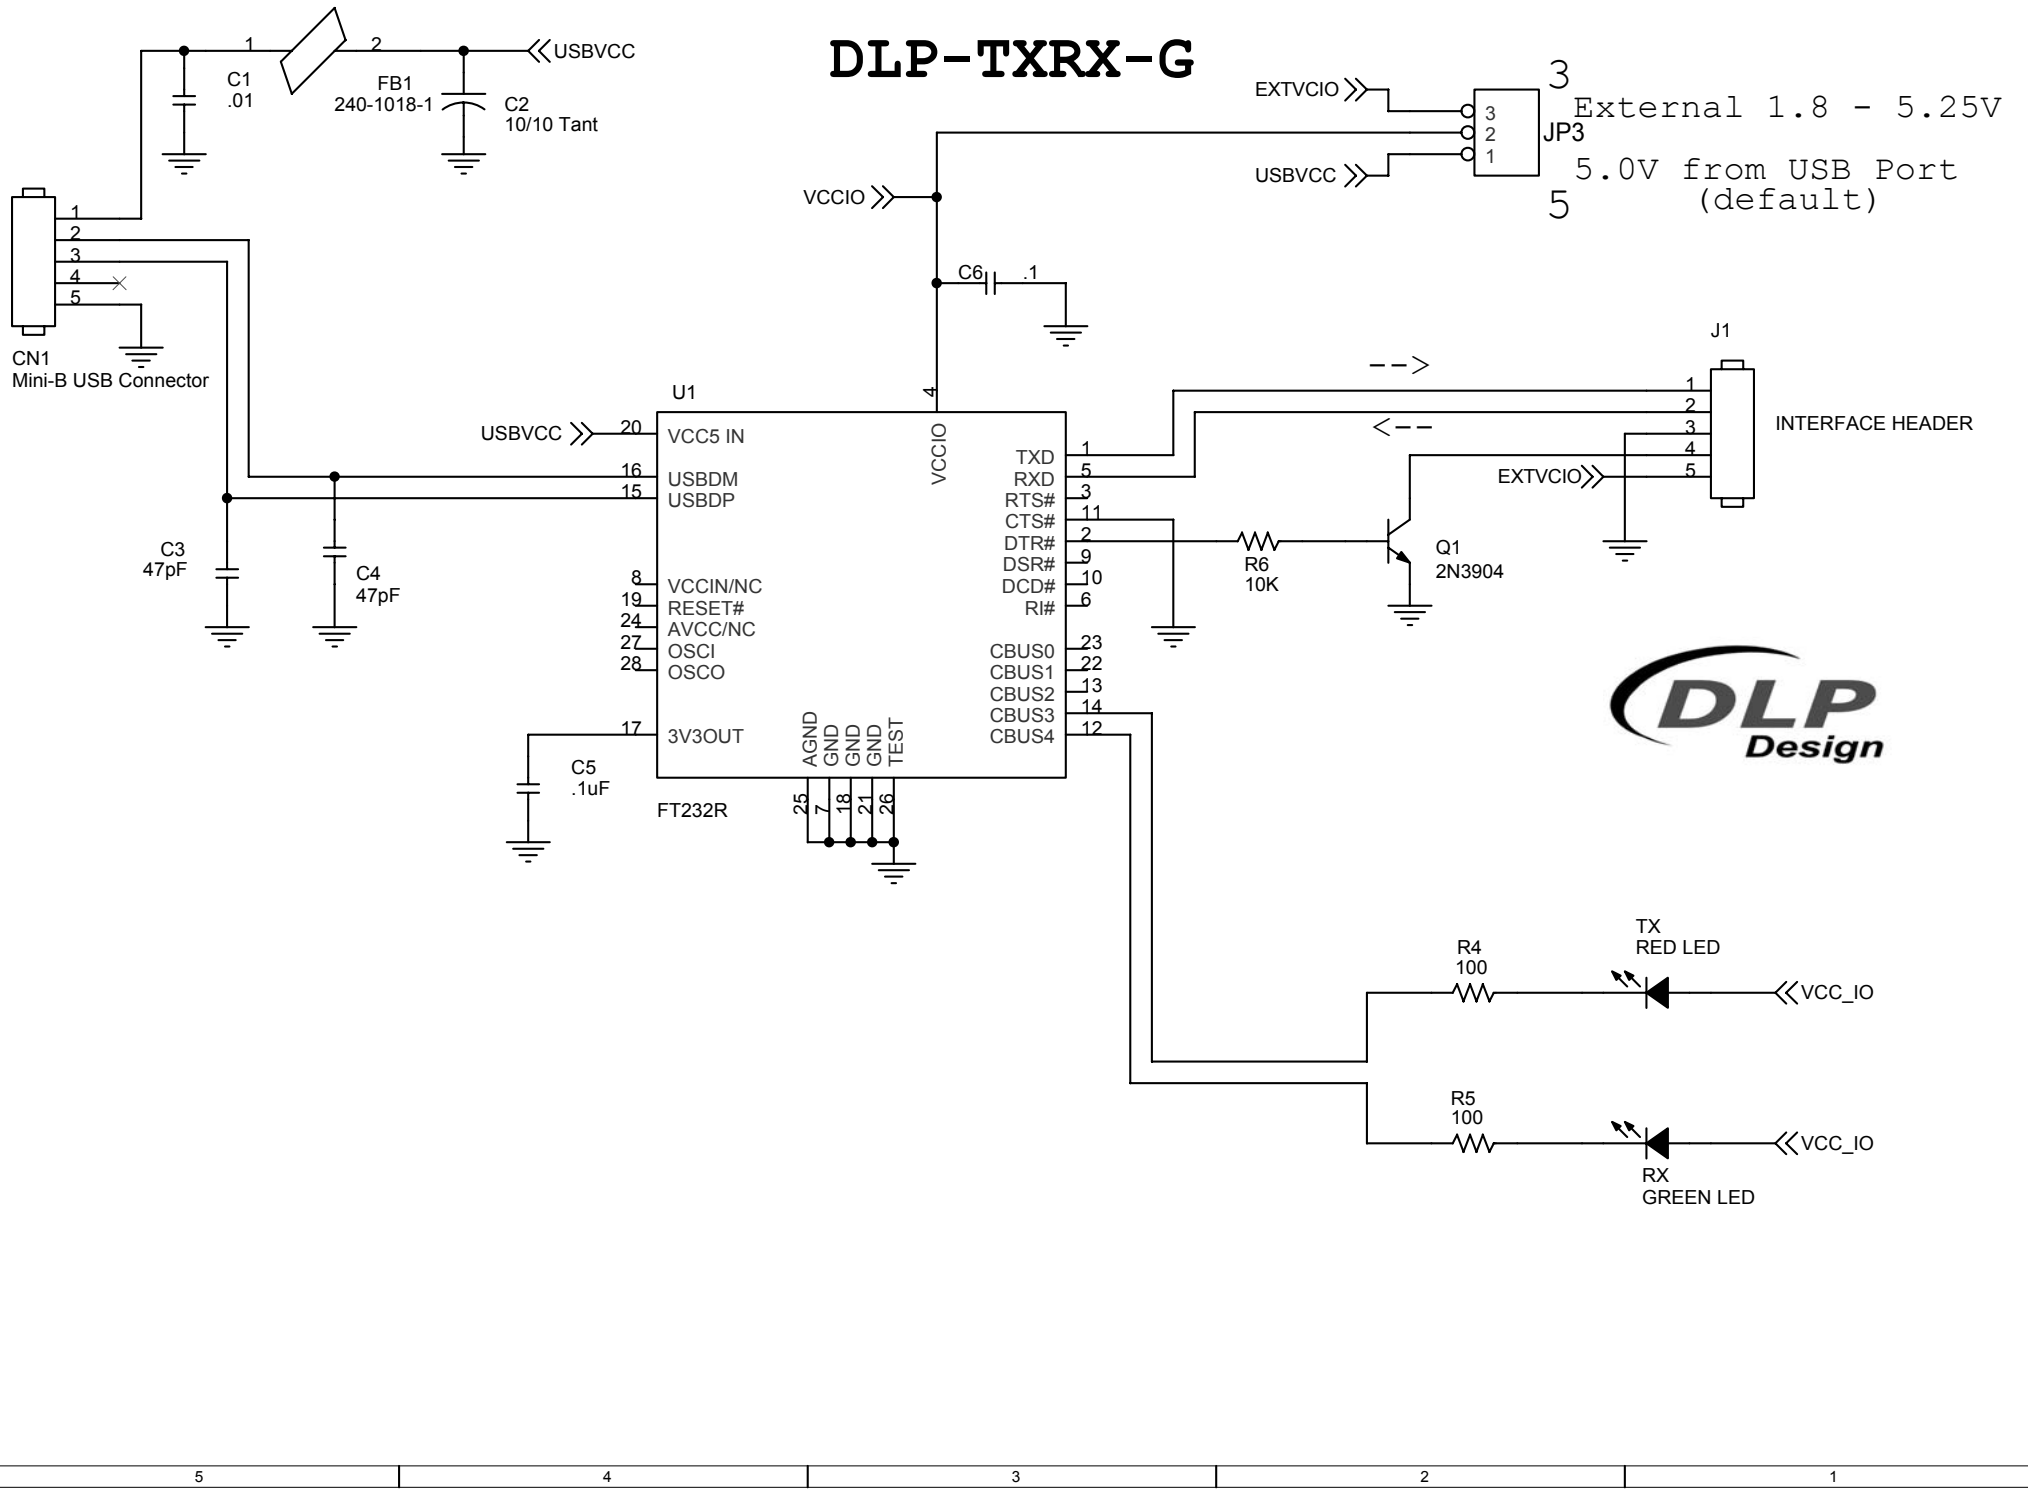 DLP-TXRX-G
1
2
USBVCC
C1
.01
FB1
240-1018-1
C2
10/10 Tant
EXTVCIO
3
External 1.8 - 5.25V
3
2
1
JP3
USBVCC
5.0V from USB Port
(default)
5
VCCIO
1
2
3
4
5
CN1
Mini-B USB Connector
C6
.1
J1
-->
<--
1
2
3
4
5
INTERFACE HEADER
EXTVCIO
U1
4
VCCIO
USBVCC
20
VCC5 IN
16
USBDM
15
USBDP
8
VCCIN/NC
19
RESET#
24
AVCC/NC
27
OSCI
28
OSCO
17
3V3OUT
TXD
1
RXD
5
RTS#
3
CTS#
11
DTR#
2
DSR#
9
DCD#
10
RI#
6
CBUS0
23
CBUS1
22
CBUS2
13
CBUS3
14
CBUS4
12
AGND
GND
GND
GND
TEST
25
7
18
21
26
FT232R
C3
47pF
C4
47pF
C5
.1uF
R6
10K
Q1
2N3904
DLP
Design
R4
100
TX
RED LED
VCC_IO
R5
100
RX
GREEN LED
VCC_IO
5
4
3
2
1